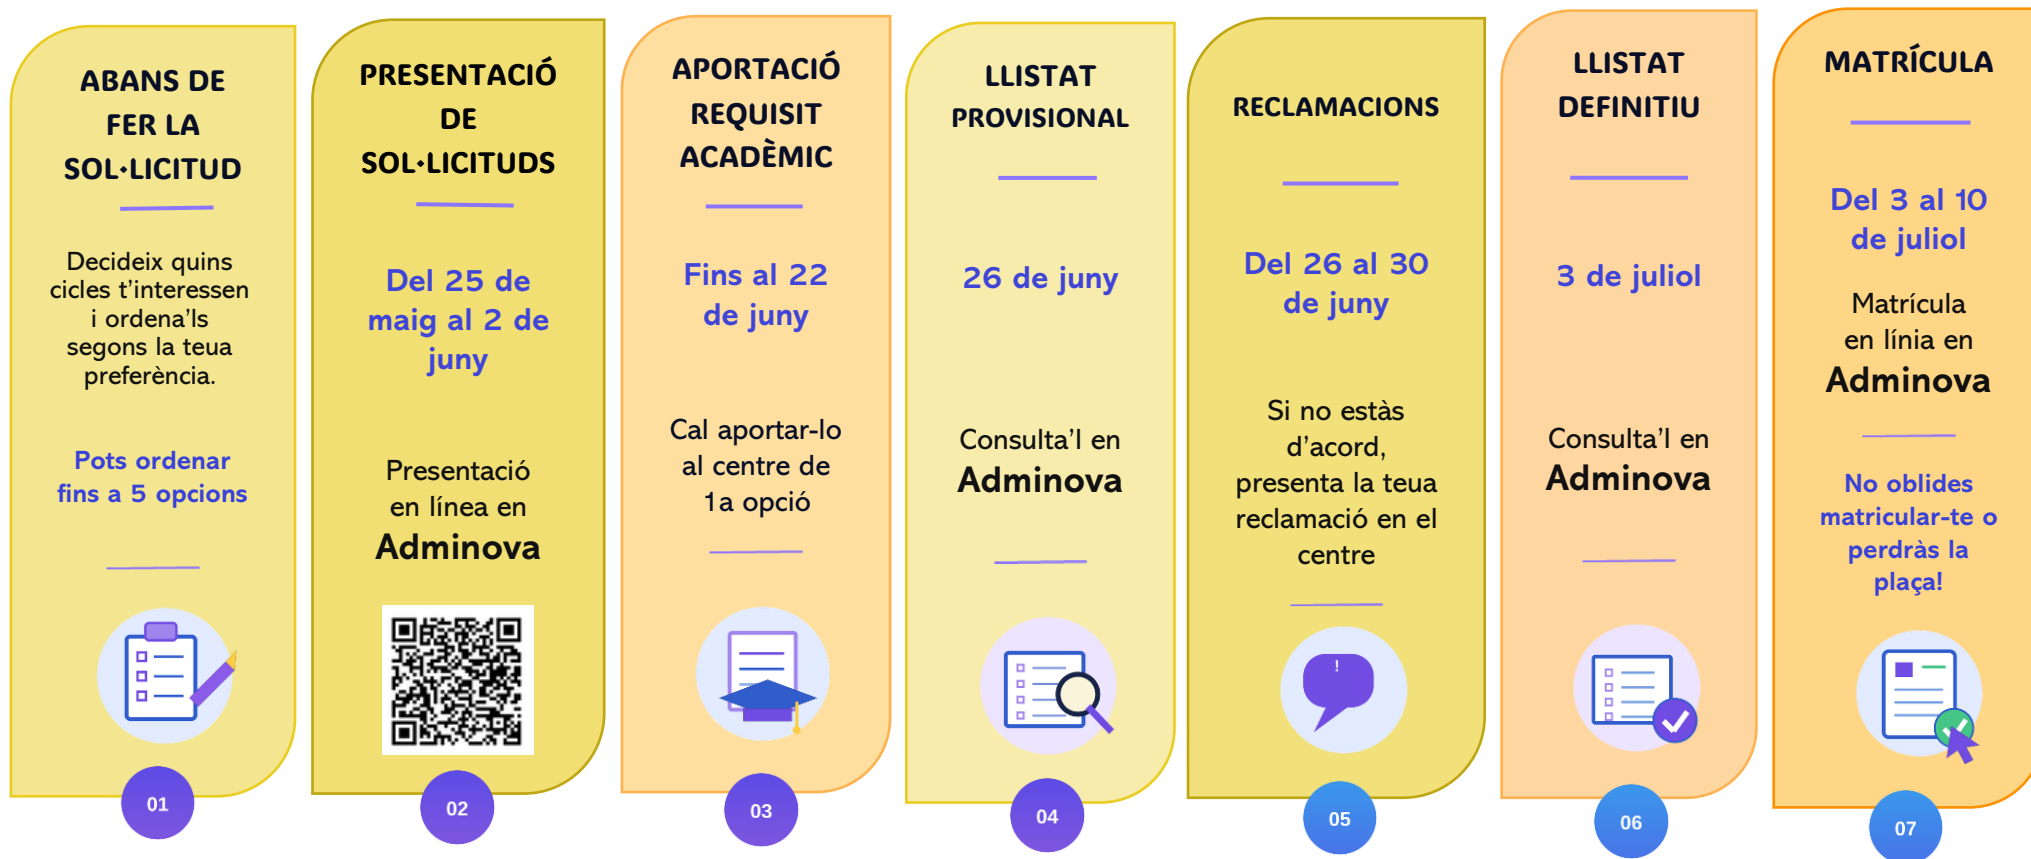 ABANS DE
FER LA
SOL·LICITUD
Decideix quins
cicles t'interessen
i ordena'ls
segons la teua
preferència.
Pots ordenar
fins a 5 opcions
01
PRESENTACIÓ
DE
SOL·LICITUDS
Del 25 de
maig al 2 de
juny
Presentació
en línea en
Adminova
02
APORTACIÓ
REQUISIT
ACADÈMIC
Fins al 22
de juny
Cal aportar-lo
al centre de
1a opció
03
LLISTAT
PROVISIONAL
26 de juny
Consulta'l en
Adminova
04
RECLAMACIONS
Del 26 al 30
de juny
Si no estàs
d'acord,
presenta la teua
reclamació en el
centre
!
05
LLISTAT
DEFINITIU
3 de juliol
Consulta'l en
Adminova
06
MATRÍCULA
Del 3 al 10
de juliol
Matrícula
en línia en
Adminova
No oblides
matricular-te o
perdràs la
plaça!
07